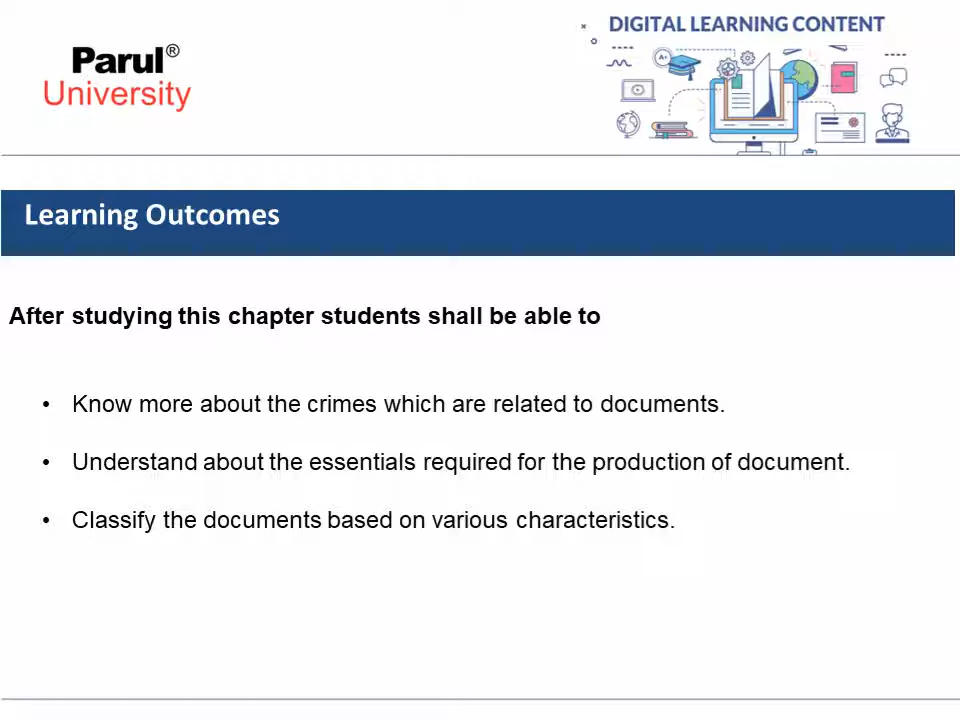 Parul®
University
DIGITAL LEARNING CONTENT
A+
Learning Outcomes
After studying this chapter students shall be able to
• Know more about the crimes which are related to documents.
• Understand about the essentials required for the production of document.
• Classify the documents based on various characteristics.